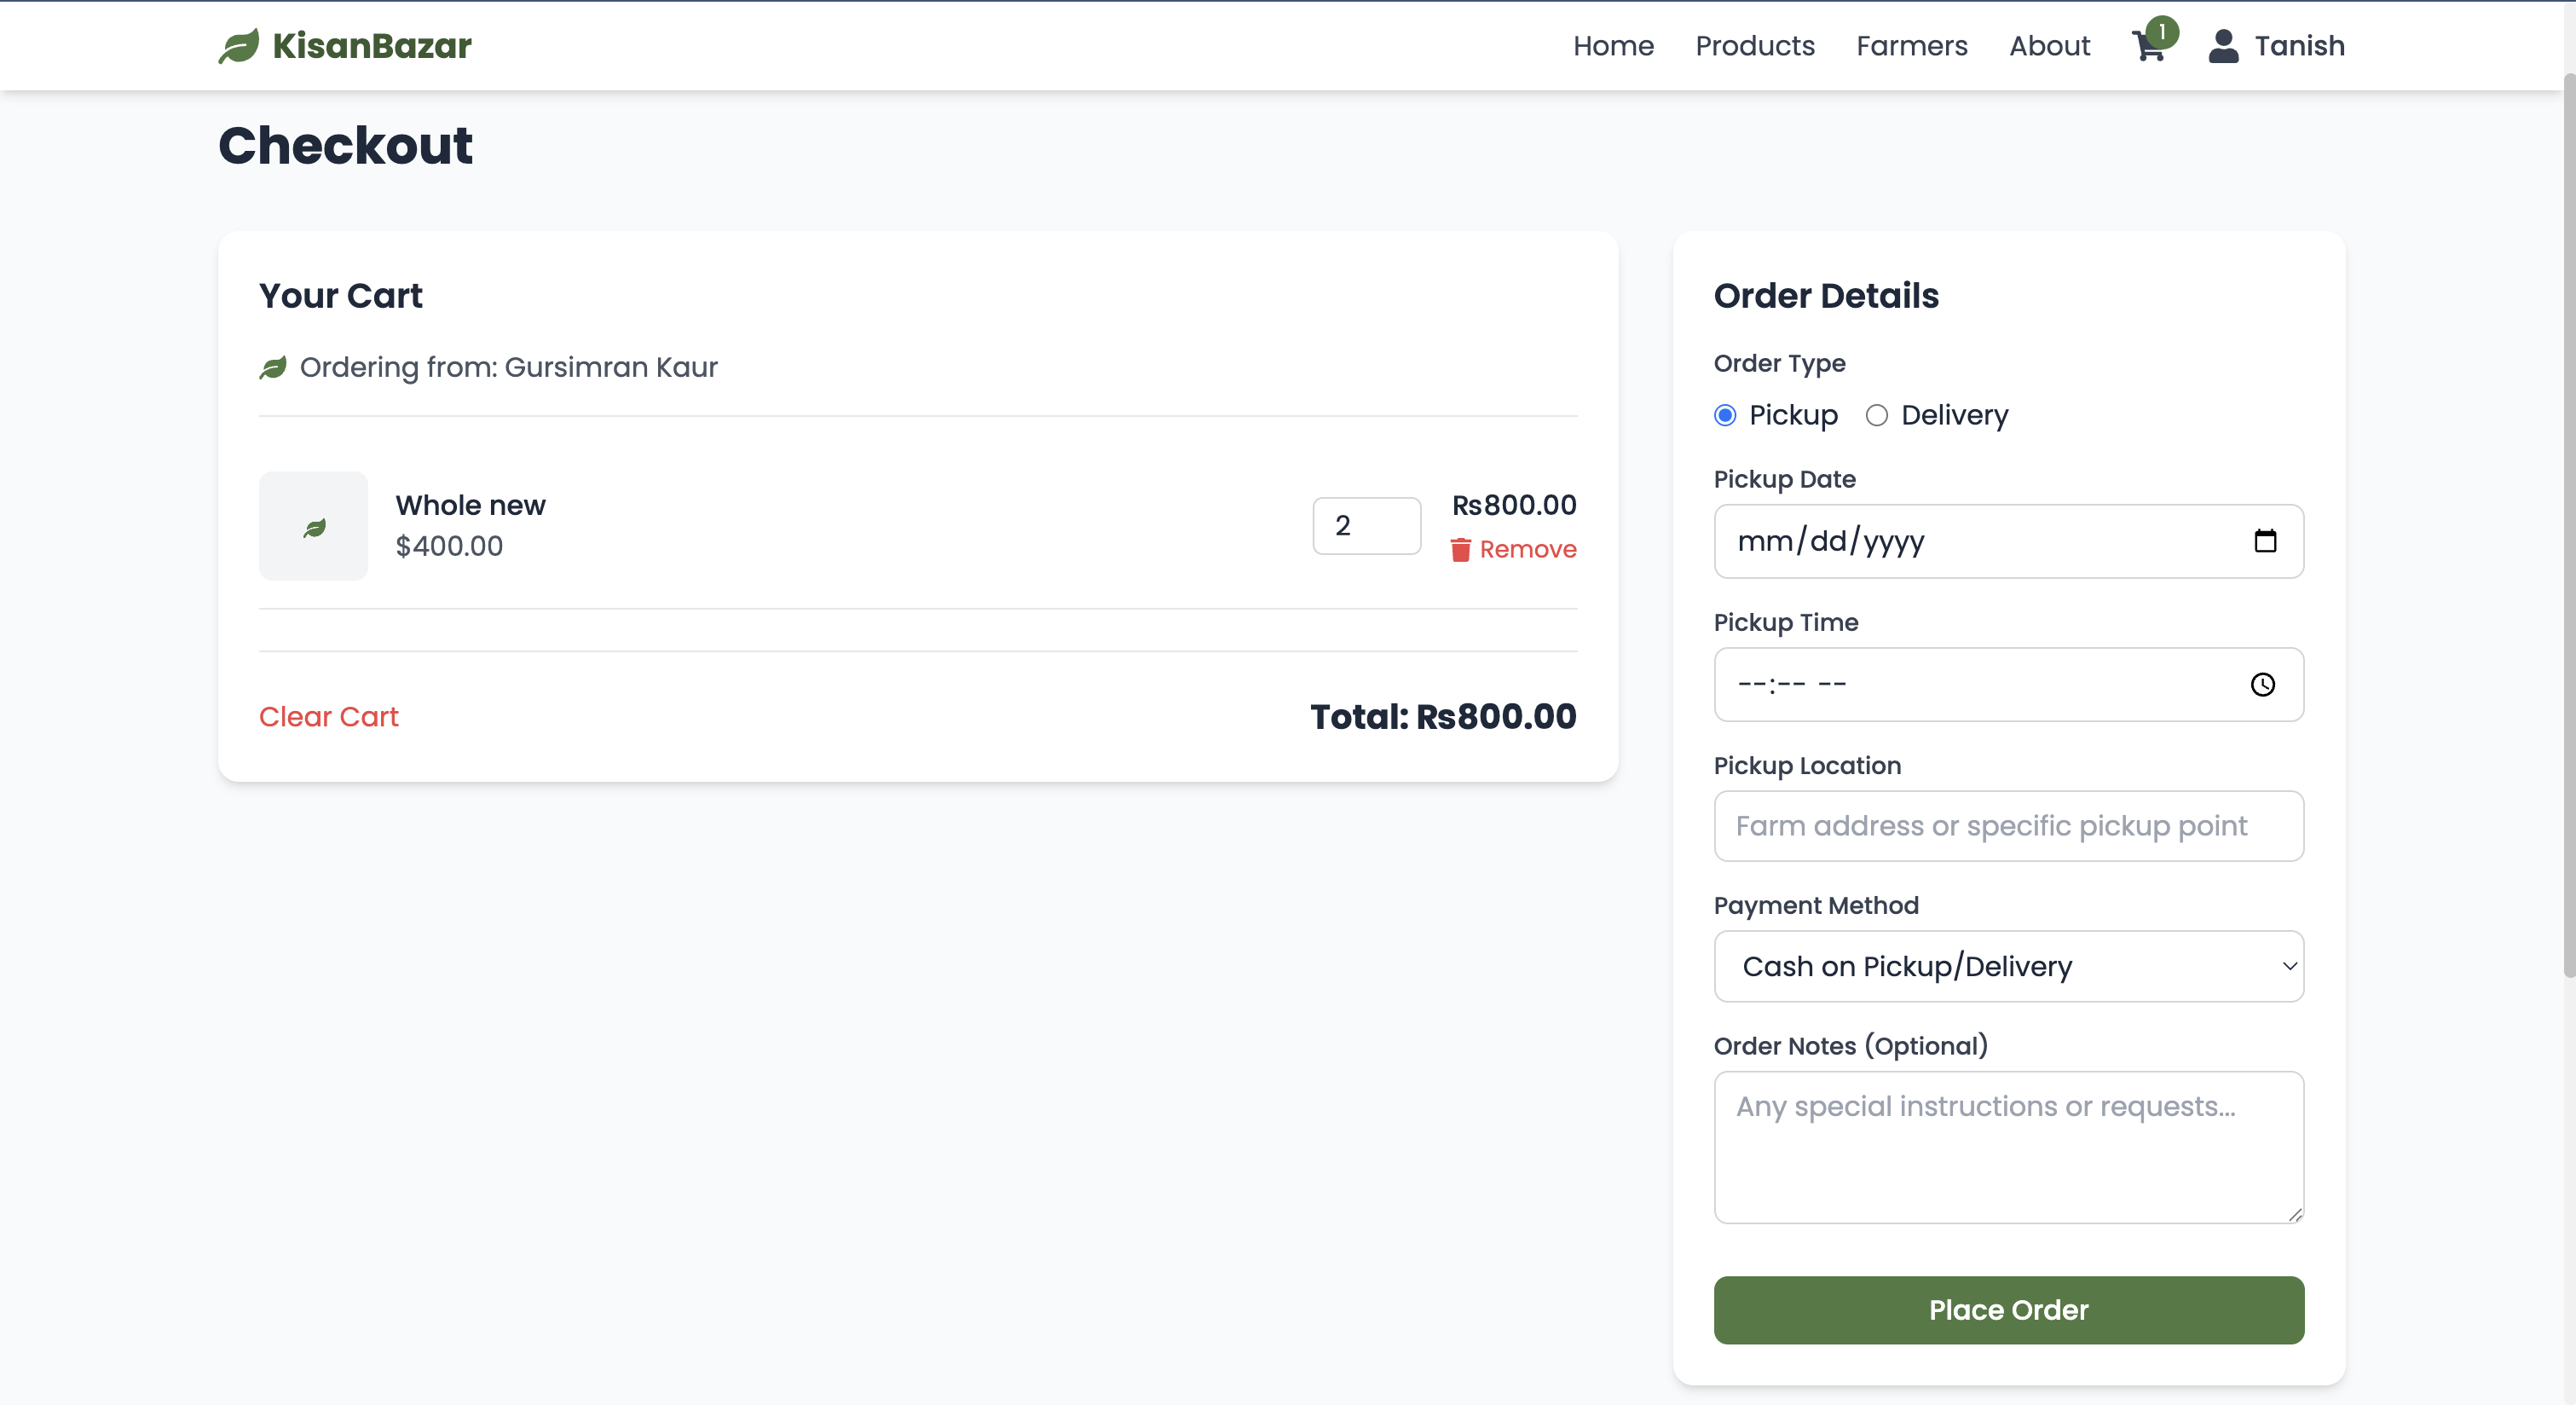 KisanBazar
Home Products Farmers About 1 Tanish
Checkout
Your Cart
Ordering from: Gursimran Kaur
Whole new
$400.00
2
Rs800.00
Remove
Clear Cart
Total: Rs800.00
Order Details
Order Type
Pickup Delivery
Pickup Date
mm/dd/yyyy
Pickup Time
--:-- --
Pickup Location
Farm address or specific pickup point
Payment Method
Cash on Pickup/Delivery
Order Notes (Optional)
Any special instructions or requests...
Place Order